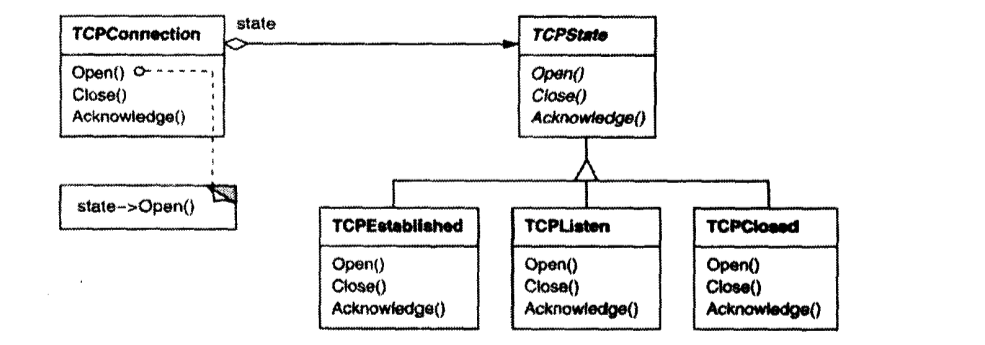 TCPConnection
Open()
Close()
Acknowledge()
state
TCPState
Open()
Close()
Acknowledge()
state->Open()
TCPEstablished
Open()
Close()
Acknowledge()
TCPListen
Open()
Close()
Acknowledge()
TCPClosed
Open()
Close()
Acknowledge()